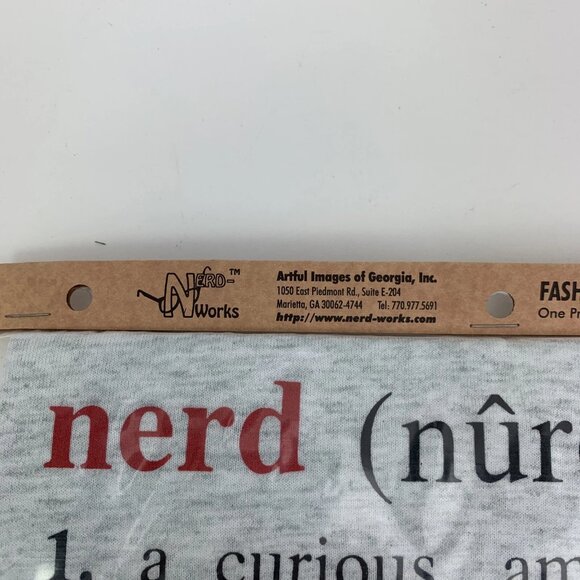 NERD-™
Works
Artful Images of Georgia, Inc.
1050 East Piedmont Rd., Suite E-204
Marietta, GA 30062-4744 Tel: 770.977.5691
http://www.nerd-works.com
FASH
One Pr
nerd (nûr
1. a curious, am